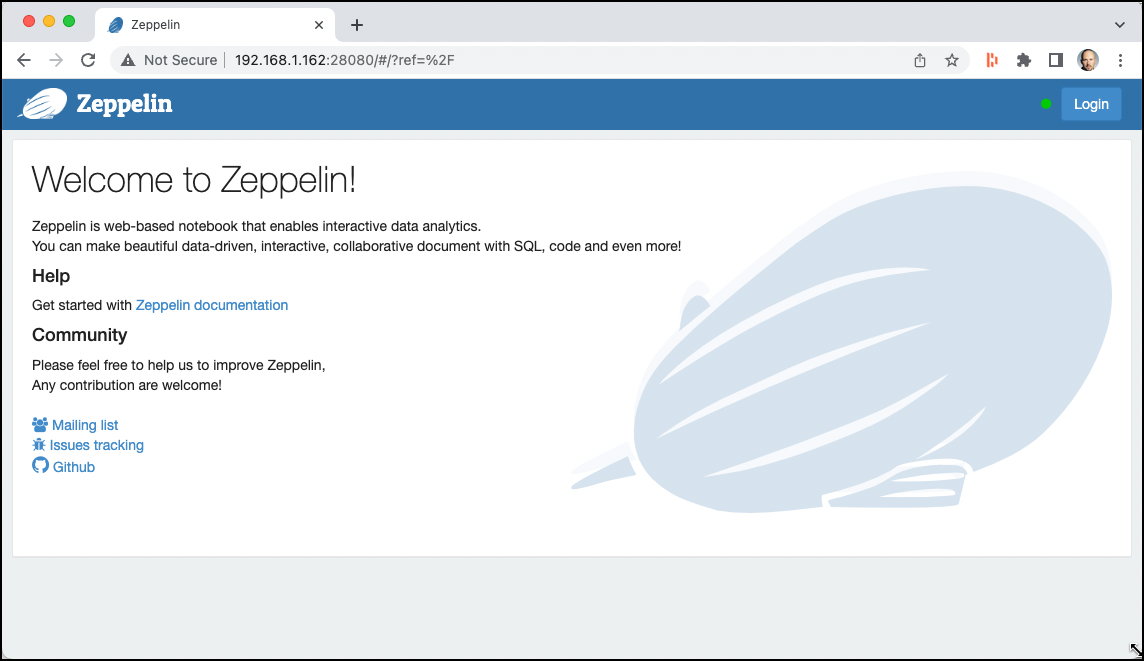 Zeppelin
Not Secure 192.168.1.162:28080/#/?ref=%2F
Zeppelin
Login
Welcome to Zeppelin!
Zeppelin is web-based notebook that enables interactive data analytics.
You can make beautiful data-driven, interactive, collaborative document with SQL, code and even more!
Help
Get started with Zeppelin documentation
Community
Please feel free to help us to improve Zeppelin,
Any contribution are welcome!
Mailing list
Issues tracking
Github